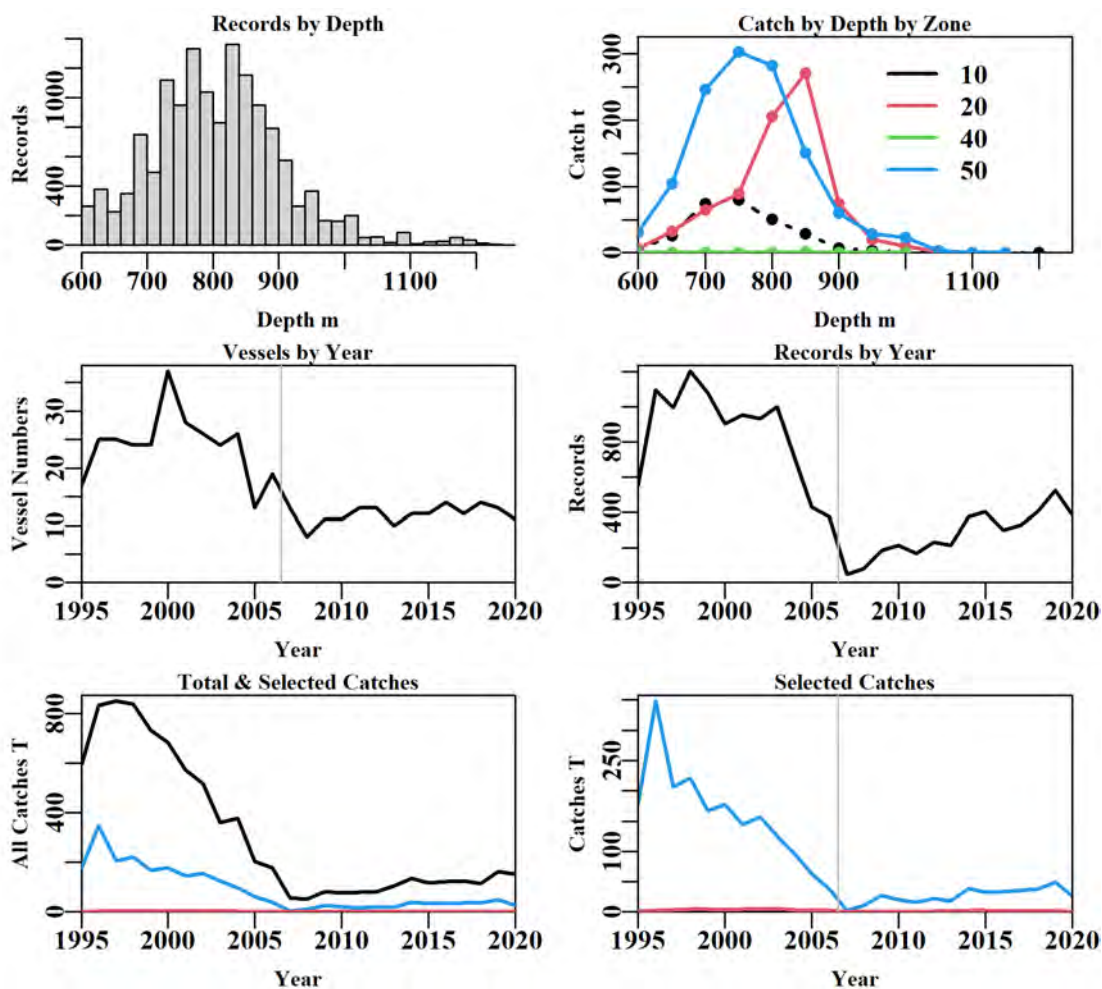 Records by Depth
Records
0 400 1000
600 700 800 900 1100
Depth m
Catch by Depth by Zone
Catch t
0 100 200 300
10
20
40
50
600 700 800 900 1100
Depth m
Vessels by Year
Vessel Numbers
0 10 20 30
1995 2000 2005 2010 2015 2020
Year
Records by Year
Records
0 400 800
1995 2000 2005 2010 2015 2020
Year
Total & Selected Catches
All Catches T
0 400 800
1995 2000 2005 2010 2015 2020
Year
Selected Catches
Catches T
0 100 250
1995 2000 2005 2010 2015 2020
Year